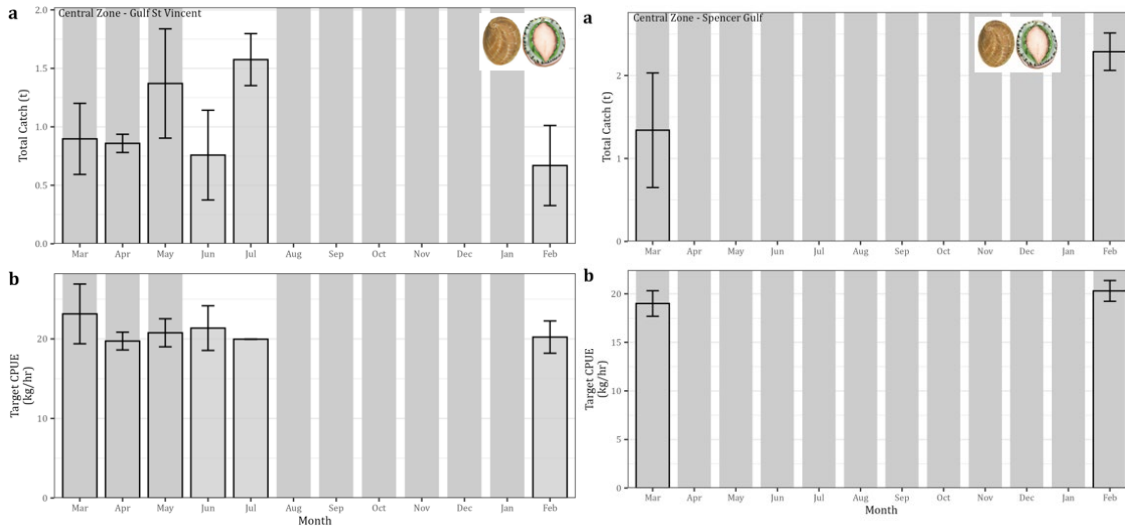 a
Central Zone - Gulf St Vincent
Total Catch (t)
2.0
1.5
1.0
0.5
0.0
Mar Apr May Jun Jul Aug Sep Oct Nov Dec Jan Feb
b
Target CPUE
(kg/hr)
20
10
0
Mar Apr May Jun Jul Aug Sep Oct Nov Dec Jan Feb
Month
a
Central Zone - Spencer Gulf
Total Catch (t)
2
1
0
Mar Apr May Jun Jul Aug Sep Oct Nov Dec Jan Feb
b
Target CPUE
(kg/hr)
20
15
10
5
0
Mar Apr May Jun Jul Aug Sep Oct Nov Dec Jan Feb
Month